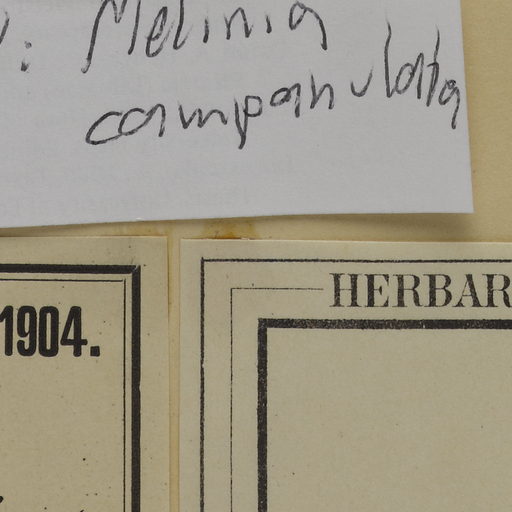 : Melinia
campanulata
1904.
HERBAR